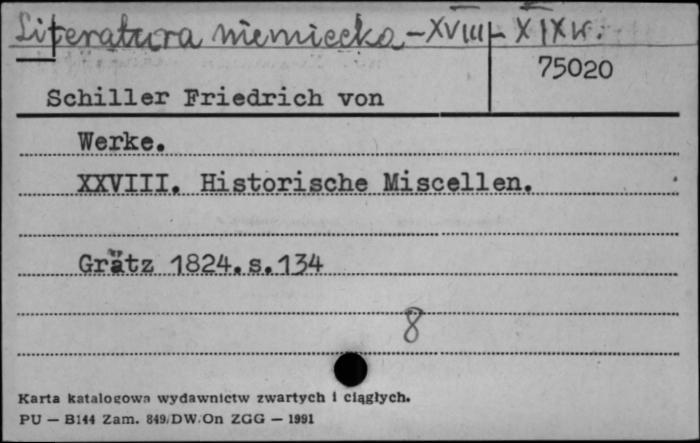 Literatura niemiecka - XVIII - XIX w.
75020
Schiller Friedrich von
Werke.
XXVIII. Historische Miscellen.
Grätz 1824.s.134
8
Karta katalogowa wydawnictw zwartych i ciągłych.
PU — B144 Zam. 849/DW/On ZGG — 1991